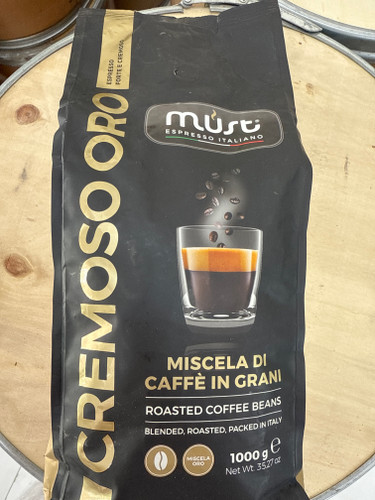 CREMOSO ORO
ESPRESSO
FORTE E CREMOSO
must
ESPRESSO ITALIANO
MISCELA DI
CAFFÈ IN GRANI
ROASTED COFFEE BEANS
BLENDED, ROASTED, PACKED IN ITALY
MISCELA
ORO
1000 g e
Net Wt. 35,27 oz